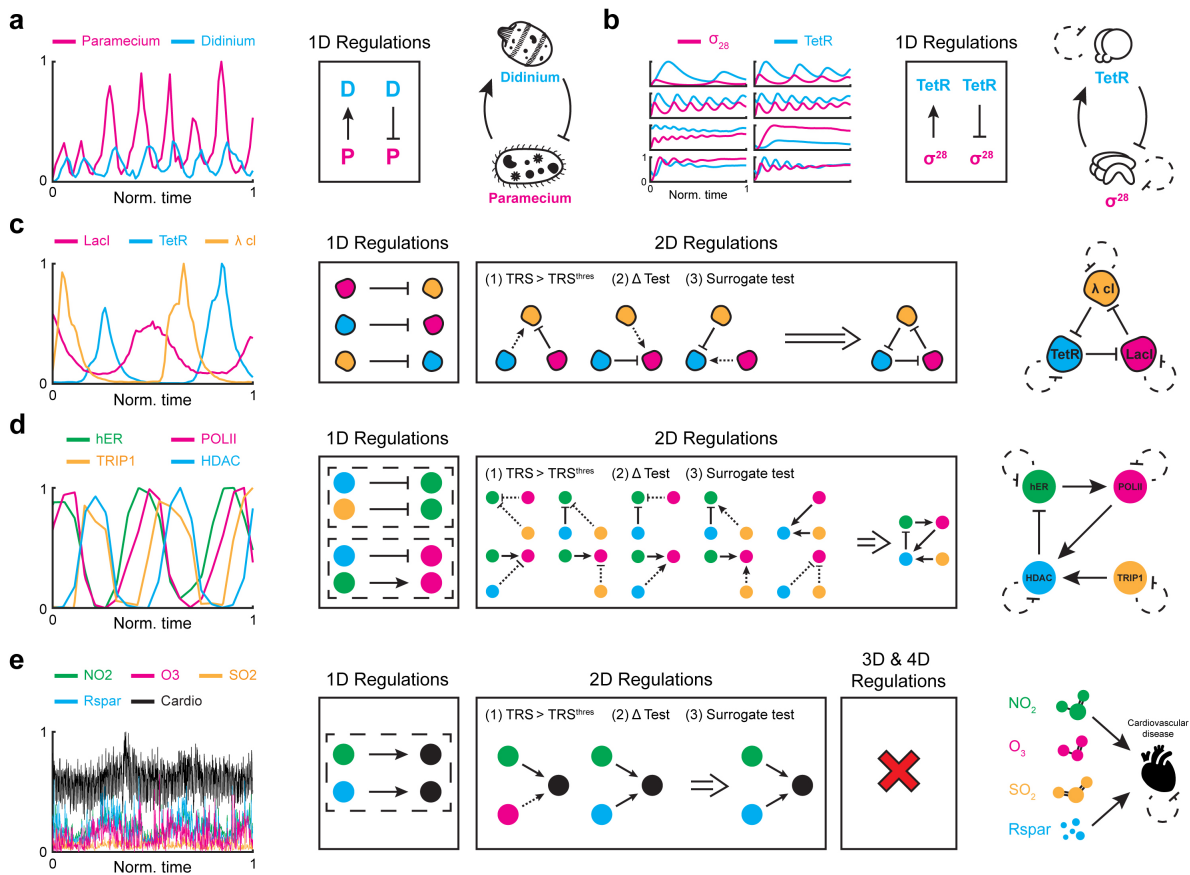 a
Paramecium Didinium
1
0
0 Norm. time 1
1D Regulations
D D
P P
Didinium
Paramecium
b
σ28 TetR
1
0
0 Norm. time 1
1D Regulations
TetR TetR
σ28 σ28
TetR
σ28
c
LacI TetR λ cI
1
0
0 Norm. time 1
1D Regulations
2D Regulations
(1) TRS > TRSthres (2) Δ Test (3) Surrogate test
λ cI
TetR LacI
d
hER POLII
TRIP1 HDAC
1
0
0 Norm. time 1
1D Regulations
2D Regulations
(1) TRS > TRSthres (2) Δ Test (3) Surrogate test
hER POLII
HDAC TRIP1
e
NO2 O3 SO2
Rspar Cardio
1
0
0 Norm. time 1
1D Regulations
2D Regulations
(1) TRS > TRSthres (2) Δ Test (3) Surrogate test
3D & 4D
Regulations
NO2
O3
SO2
Rspar
Cardiovascular
disease